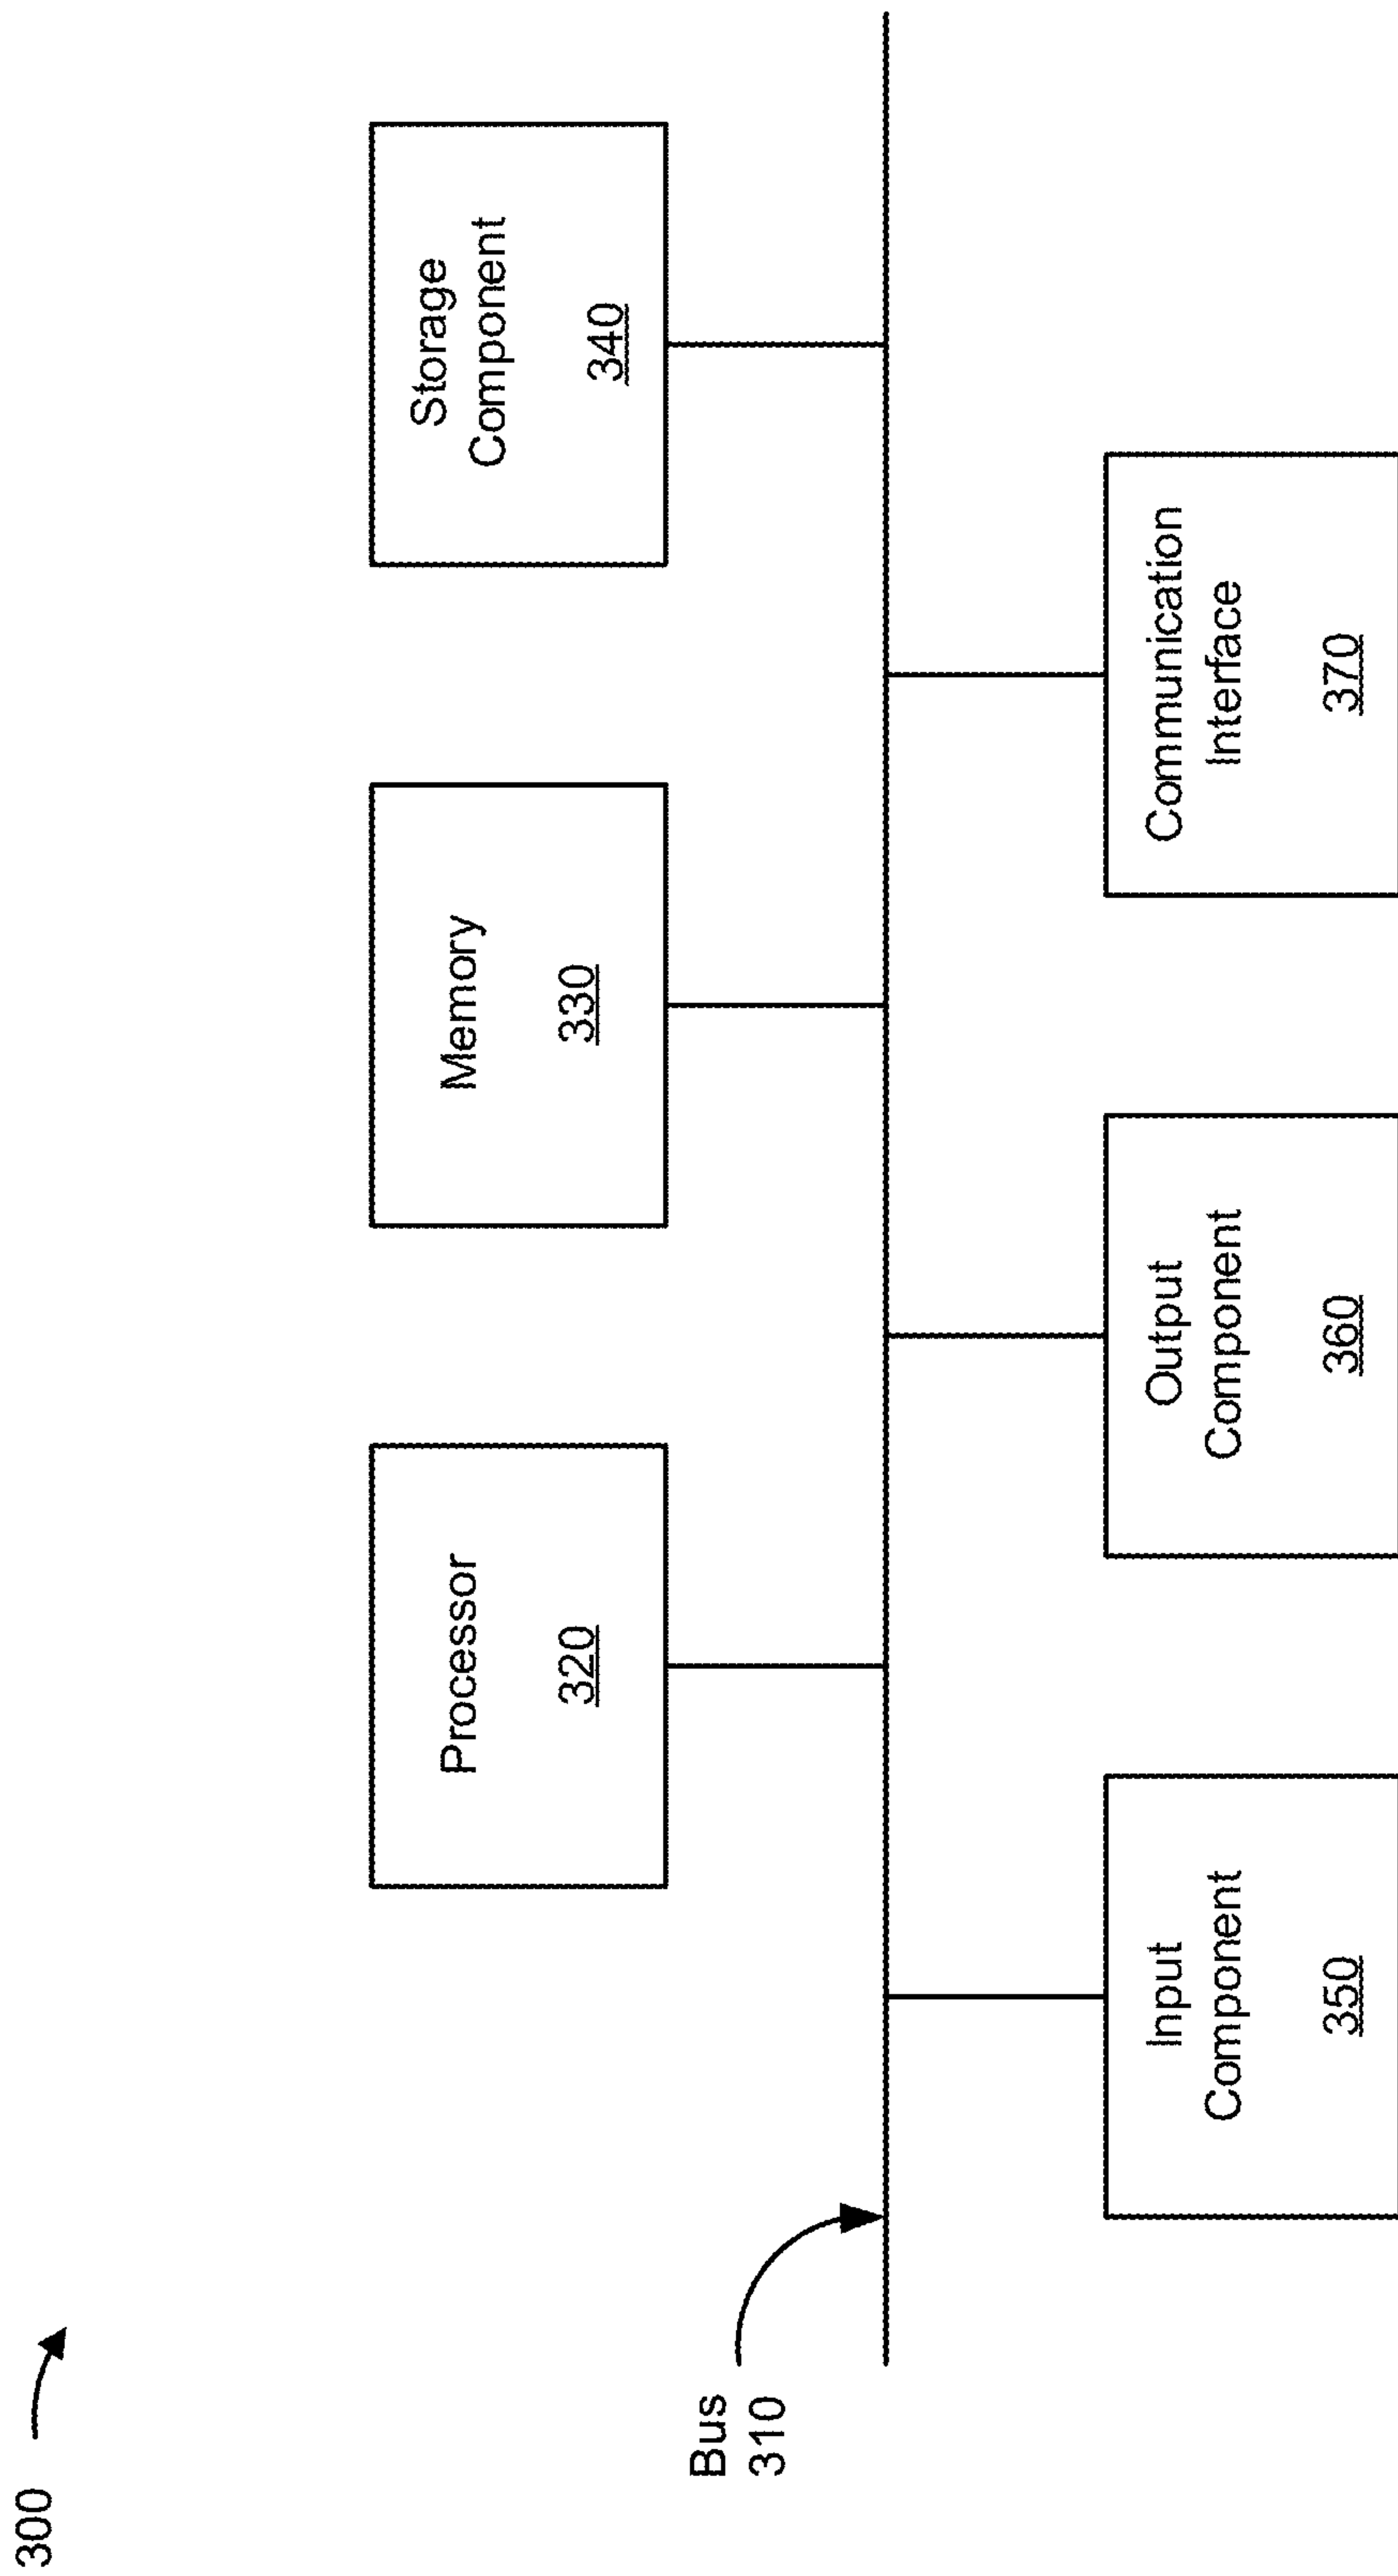 300
Processor
320
Memory
330
Storage
Component
340
Bus
310
Input
Component
350
Output
Component
360
Communication
Interface
370